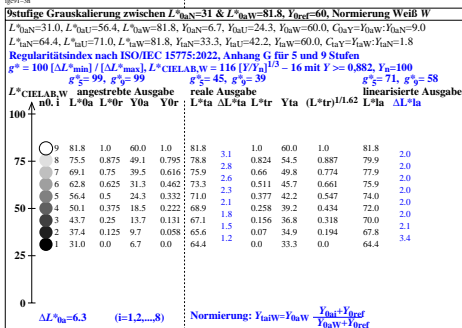 9stufige Grauskalierung zwischen L*0aN=31 & L*0aW=81.8, Y0ref=60, Normierung Weiß W
L*0aN=31.0, L*0aU=56.4, L*0aW=81.8, Y0aN=6.7, Y0aU=24.3, Y0aW=60.0, C0aY=Y0aW:Y0aN=9.0
L*taN=64.4, L*taU=71.0, L*taW=81.8, YtaN=33.3, YtaU=42.2, YtaW=60.0, CtaY=YtaW:YtaN=1.8
Regularitätsindex nach ISO/IEC 15775:2022, Anhang G für 5 und 9 Stufen
g* = 100 [ΔL*min] / [ΔL*max], L*CIELAB,W = 116 [Y/Yn]1/3 – 16 mit Y >= 0,882, Yn=100
g*5= 99, g*9= 99 g*5= 45, g*9= 39 g*5= 71, g*9= 58
L*CIELAB,W angestrebte Ausgabe reale Ausgabe linearisierte Ausgabe
n0. i L*0a L*0r Y0a Y0r L*ta ΔL*ta L*tr Yta (L*tr)1/1.62 L*la ΔL*la
100
9 81.8 1.0 60.0 1.0 81.8 1.0 60.0 1.0 81.8
3.1 2.0
75
8 75.5 0.875 49.1 0.795 78.8 0.824 54.5 0.887 79.9
2.8 2.0
7 69.1 0.75 39.5 0.616 75.9 0.66 49.8 0.774 77.9
2.6 2.0
6 62.8 0.625 31.3 0.462 73.3 0.511 45.7 0.661 75.9
2.3 2.0
5 56.4 0.5 24.3 0.332 71.0 0.377 42.2 0.547 74.0
2.1 2.0
50
4 50.1 0.375 18.5 0.222 68.9 0.258 39.2 0.434 72.0
1.8 2.0
3 43.7 0.25 13.7 0.131 67.1 0.156 36.8 0.318 70.0
1.5 2.1
2 37.4 0.125 9.7 0.058 65.6 0.07 34.9 0.194 67.8
1.2 3.4
1 31.0 0.0 6.7 0.0 64.4 0.0 33.3 0.0 64.4
25
0
ΔL*0a=6.3 (i=1,2,...,8) Normierung: YtaiW=Y0aW Y0ai+Y0ref
Y0aW+Y0ref